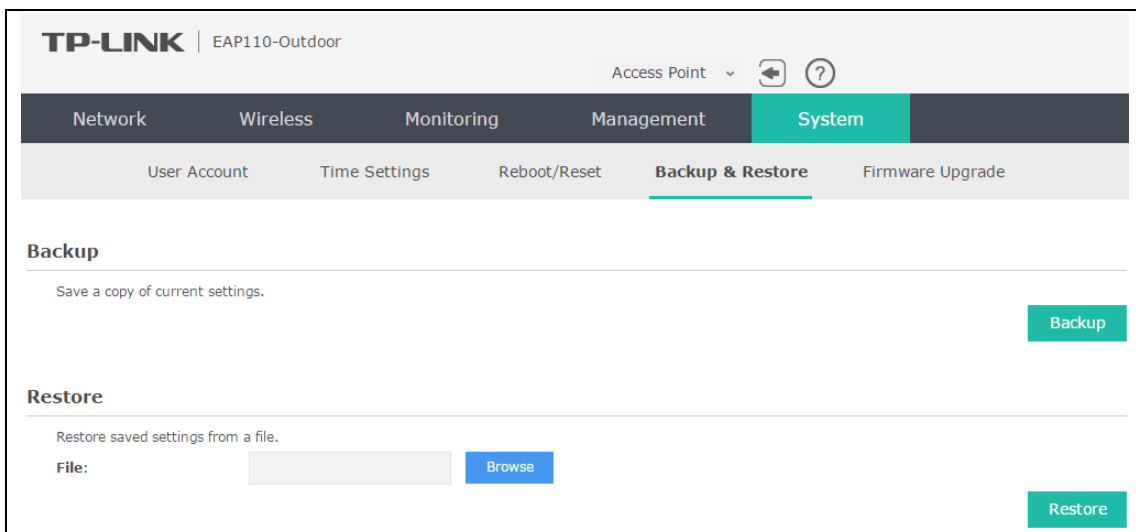 TP-LINK | EAP110-Outdoor
Access Point
?
Network Wireless Monitoring Management System
User Account Time Settings Reboot/Reset Backup & Restore Firmware Upgrade
Backup
Save a copy of current settings.
Backup
Restore
Restore saved settings from a file.
File: Browse
Restore